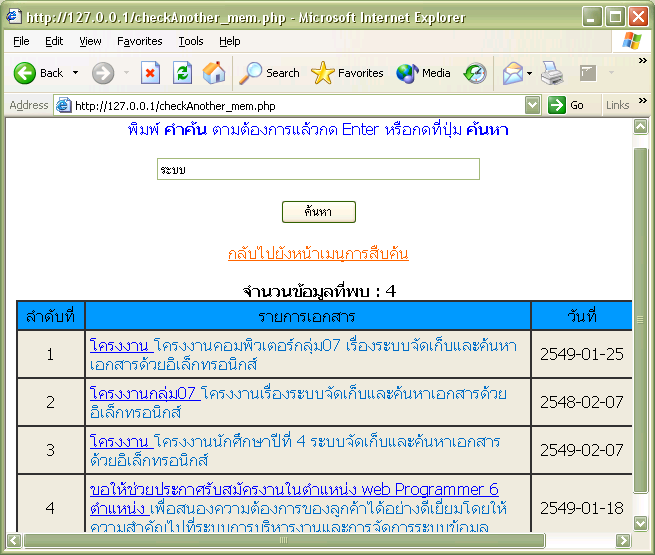 http://127.0.0.1/checkAnother_mem.php - Microsoft Internet Explorer
File Edit View Favorites Tools Help
Back Search Favorites Media
Address http://127.0.0.1/checkAnother_mem.php Go Links
พิมพ์ คำค้น ตามต้องการแล้วกด Enter หรือกดที่ปุ่ม ค้นหา
ระบบ
ค้นหา
กลับไปยังหน้าเมนูการสืบค้น
จำนวนข้อมูลที่พบ : 4
ลำดับที่ รายการเอกสาร วันที่
1 โครงงาน โครงงานคอมพิวเตอร์กลุ่ม07 เรื่องระบบจัดเก็บและค้นหา 2549-01-25
เอกสารด้วยอิเล็กทรอนิกส์
2 โครงงานกลุ่ม07 โครงงานเรื่องระบบจัดเก็บและค้นหาเอกสารด้วย 2548-02-07
อิเล็กทรอนิกส์
3 โครงงาน โครงงานนักศึกษาปีที่ 4 ระบบจัดเก็บและค้นหาเอกสาร 2549-02-07
ด้วยอิเล็กทรอนิกส์
4 ขอให้ช่วยประกาศรับสมัครงานในตำแหน่ง web Programmer 6 2549-01-18
ตำแหน่ง เพื่อสนองความต้องการของลูกค้าได้อย่างดีเยี่ยมโดยให้
ความสำคัญไปที่ระบบการบริหารงานและการจัดการระบบข้อมูล